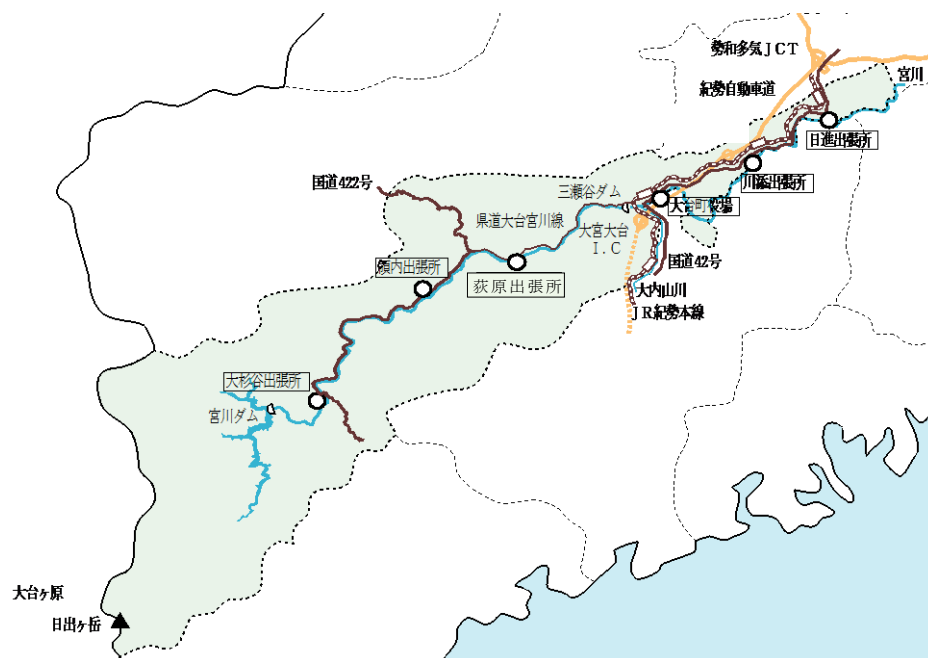 勢和多気ＪＣＴ
宮川
紀勢自動車道
日進出張所
川添出張所
国道422号
三瀬谷ダム
大台町役場
県道大台宮川線
大宮大台
Ｉ.Ｃ
国道42号
領内出張所
荻原出張所
大内山川
ＪＲ紀勢本線
大杉谷出張所
宮川ダム
大台ヶ原
日出ヶ岳